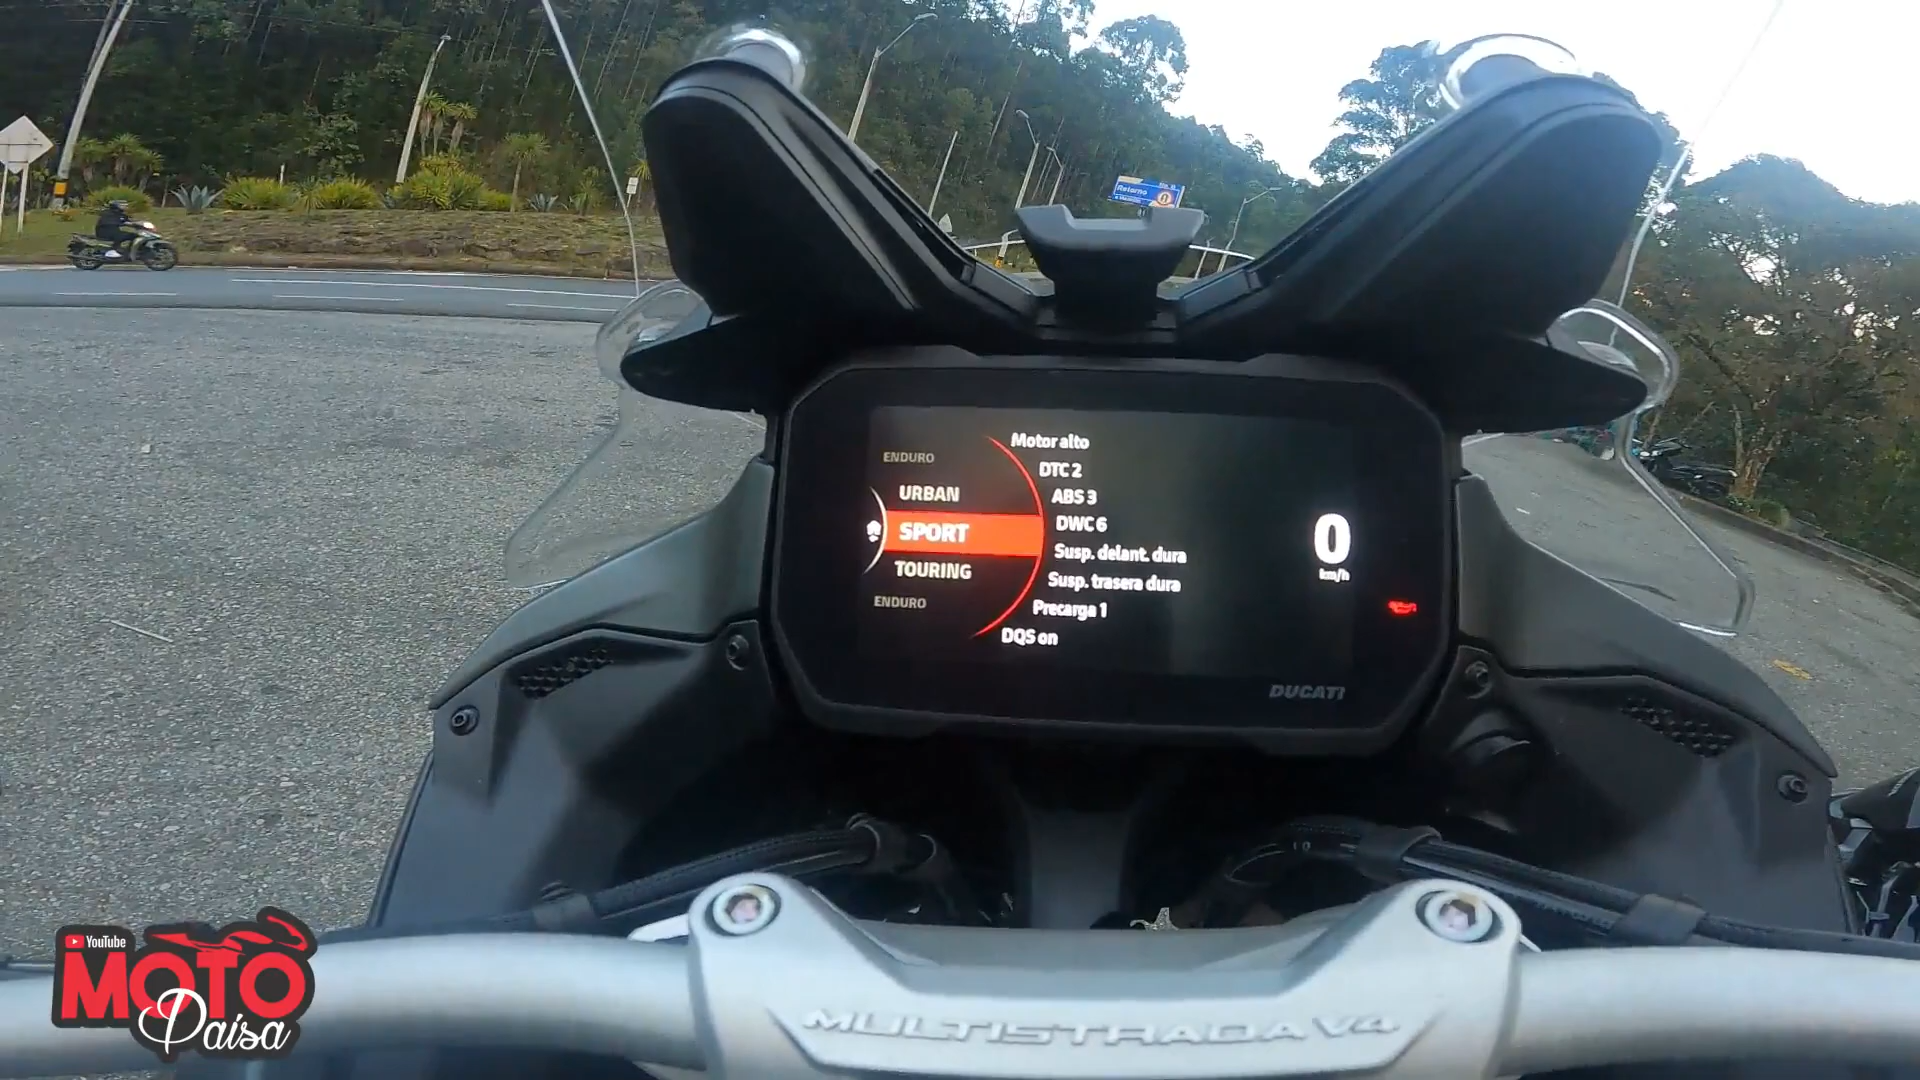 Retorno
ENDURO
URBAN
SPORT
TOURING
ENDURO
Motor alto
DTC 2
ABS 3
DWC 6
Susp. delant. dura
Susp. trasera dura
Precarga 1
DQS on
0
km/h
DUCATI
MULTISTRADA V4
YouTube
MOTO
Paisa